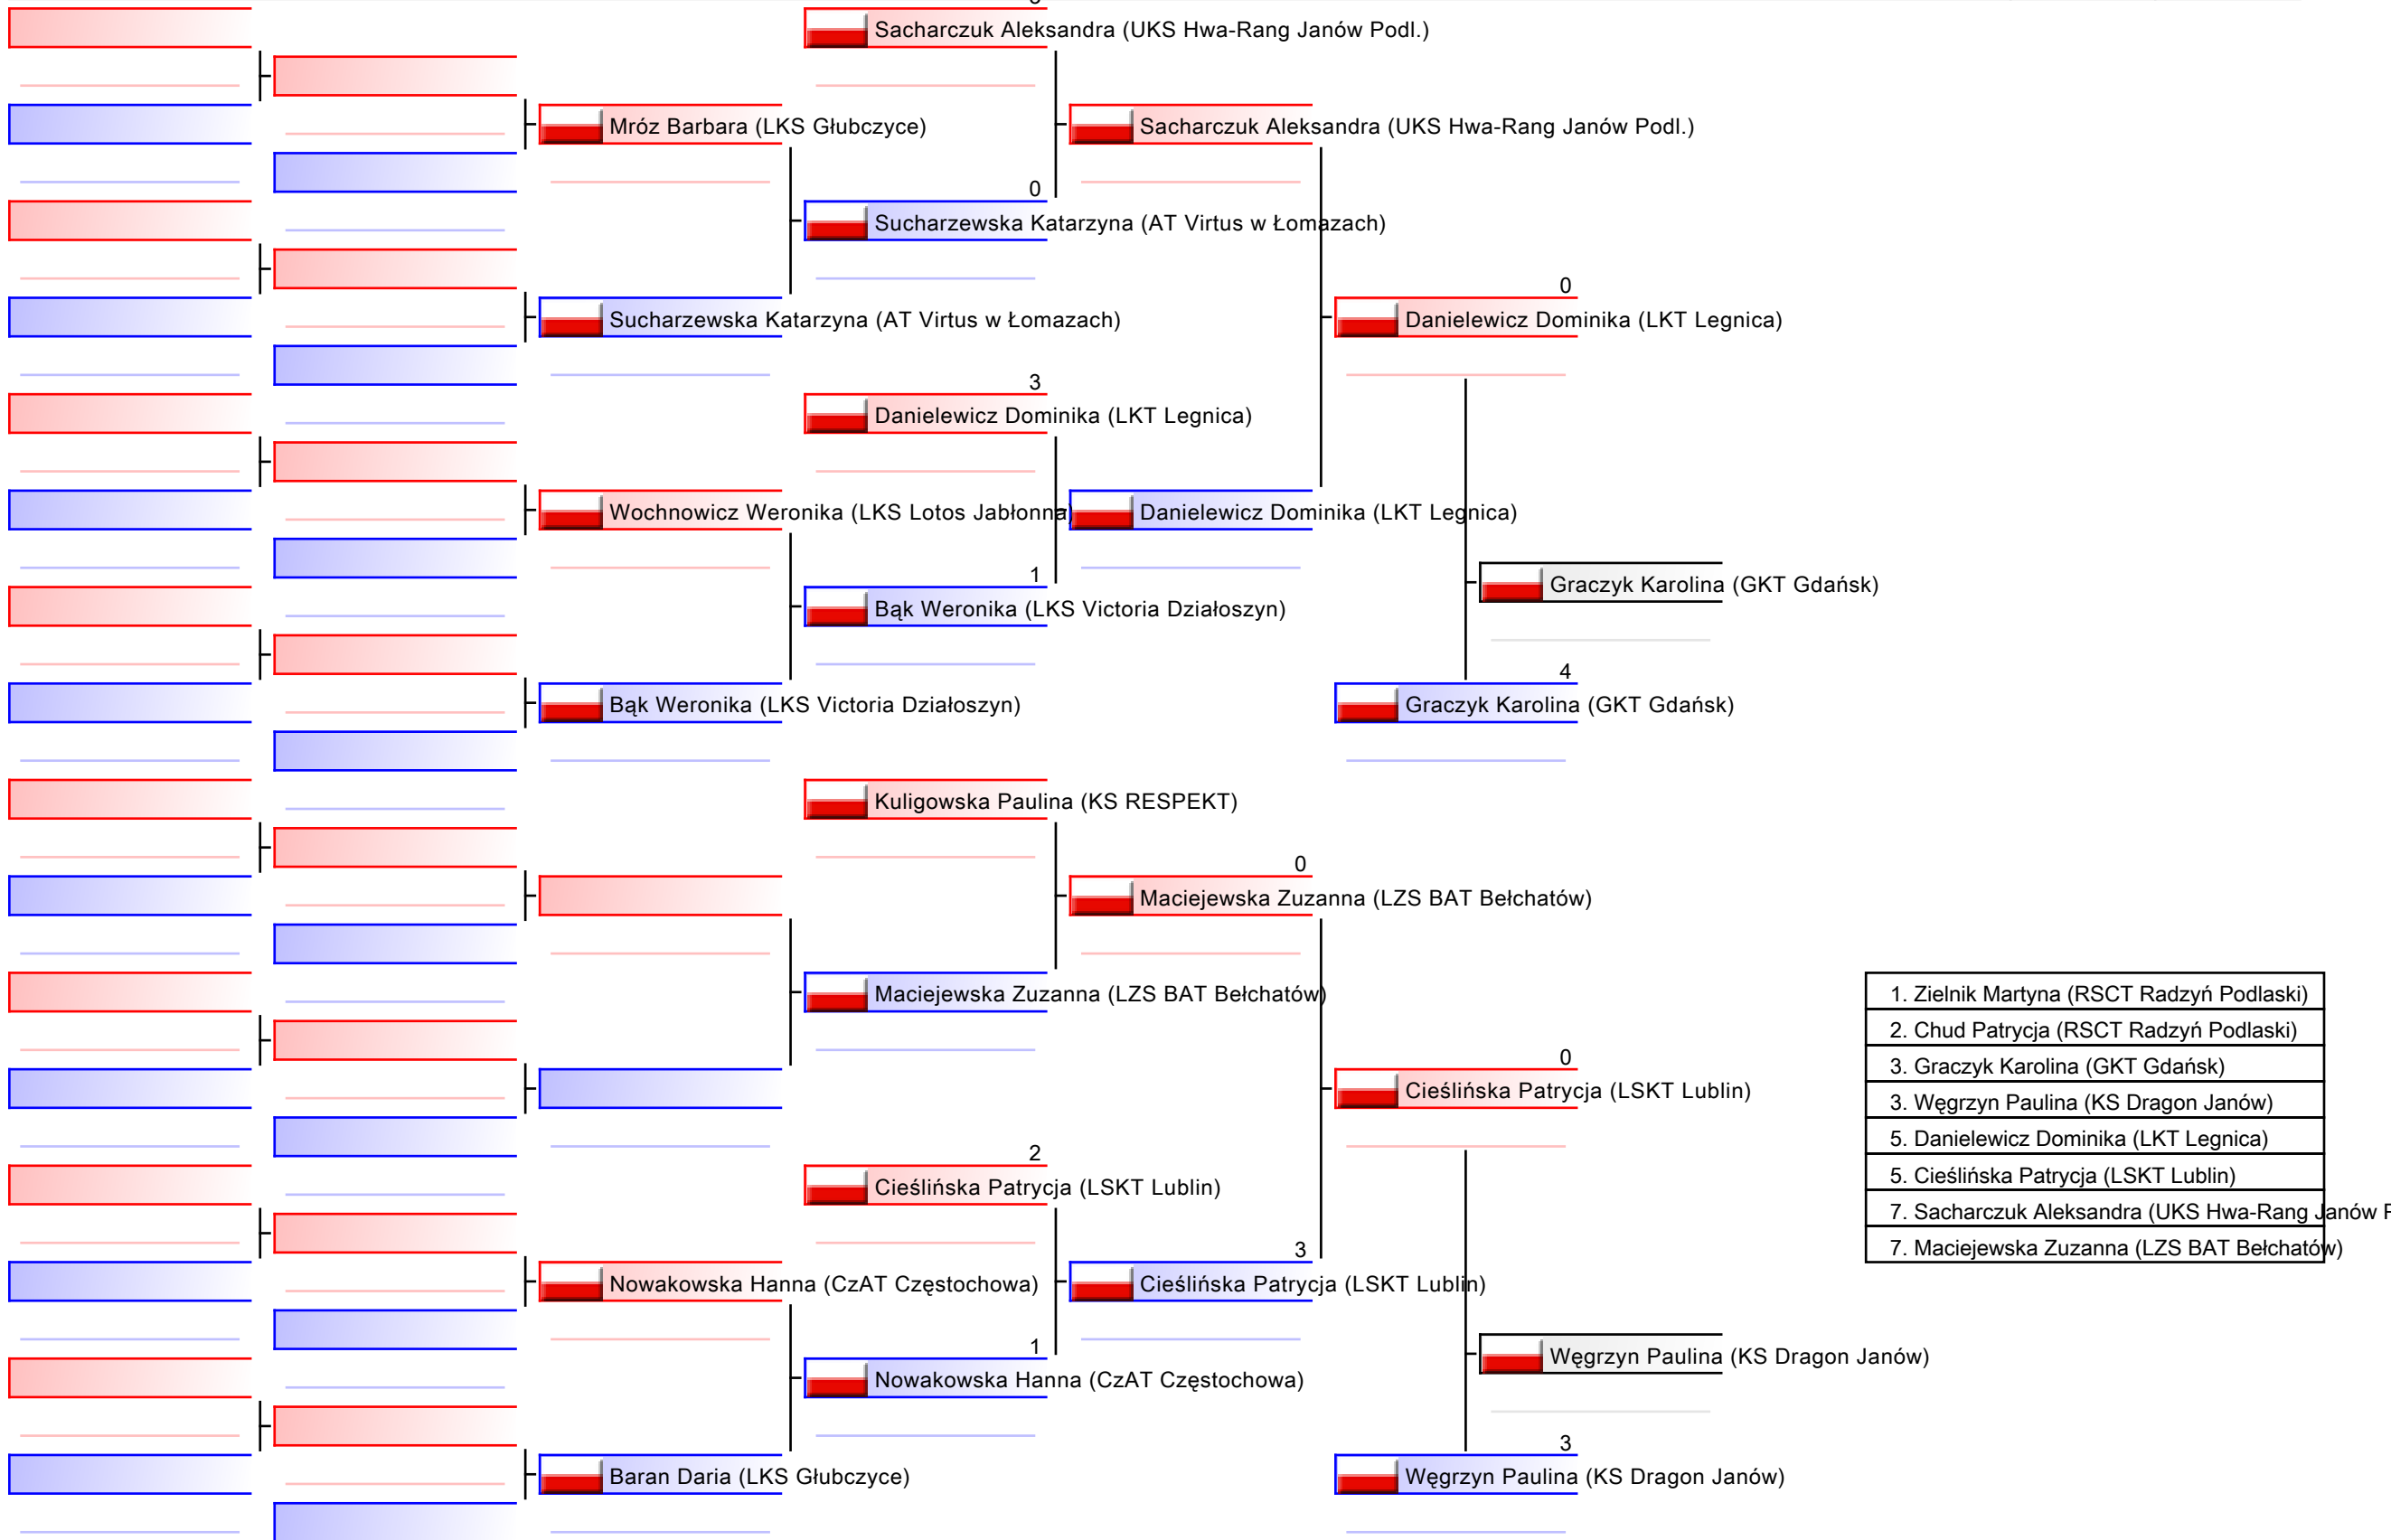 Sacharczuk Aleksandra (UKS Hwa-Rang Janów Podl.)
Mróz Barbara (LKS Głubczyce)
Sacharczuk Aleksandra (UKS Hwa-Rang Janów Podl.)
0
Sucharzewska Katarzyna (AT Virtus w Łomazach)
0
Sucharzewska Katarzyna (AT Virtus w Łomazach)
Danielewicz Dominika (LKT Legnica)
3
Danielewicz Dominika (LKT Legnica)
Wochnowicz Weronika (LKS Lotos Jabłonna)
Danielewicz Dominika (LKT Legnica)
1
Graczyk Karolina (GKT Gdańsk)
Bąk Weronika (LKS Victoria Działoszyn)
4
Bąk Weronika (LKS Victoria Działoszyn)
Graczyk Karolina (GKT Gdańsk)
Kuligowska Paulina (KS RESPEKT)
0
Maciejewska Zuzanna (LZS BAT Bełchatów)
Maciejewska Zuzanna (LZS BAT Bełchatów)
0
Cieślińska Patrycja (LSKT Lublin)
2
Cieślińska Patrycja (LSKT Lublin)
3
Nowakowska Hanna (CzAT Częstochowa)
Cieślińska Patrycja (LSKT Lublin)
1
Węgrzyn Paulina (KS Dragon Janów)
Nowakowska Hanna (CzAT Częstochowa)
3
Baran Daria (LKS Głubczyce)
Węgrzyn Paulina (KS Dragon Janów)
1. Zielnik Martyna (RSCT Radzyń Podlaski)
2. Chud Patrycja (RSCT Radzyń Podlaski)
3. Graczyk Karolina (GKT Gdańsk)
3. Węgrzyn Paulina (KS Dragon Janów)
5. Danielewicz Dominika (LKT Legnica)
5. Cieślińska Patrycja (LSKT Lublin)
7. Sacharczuk Aleksandra (UKS Hwa-Rang Janów
7. Maciejewska Zuzanna (LZS BAT Bełchatów)